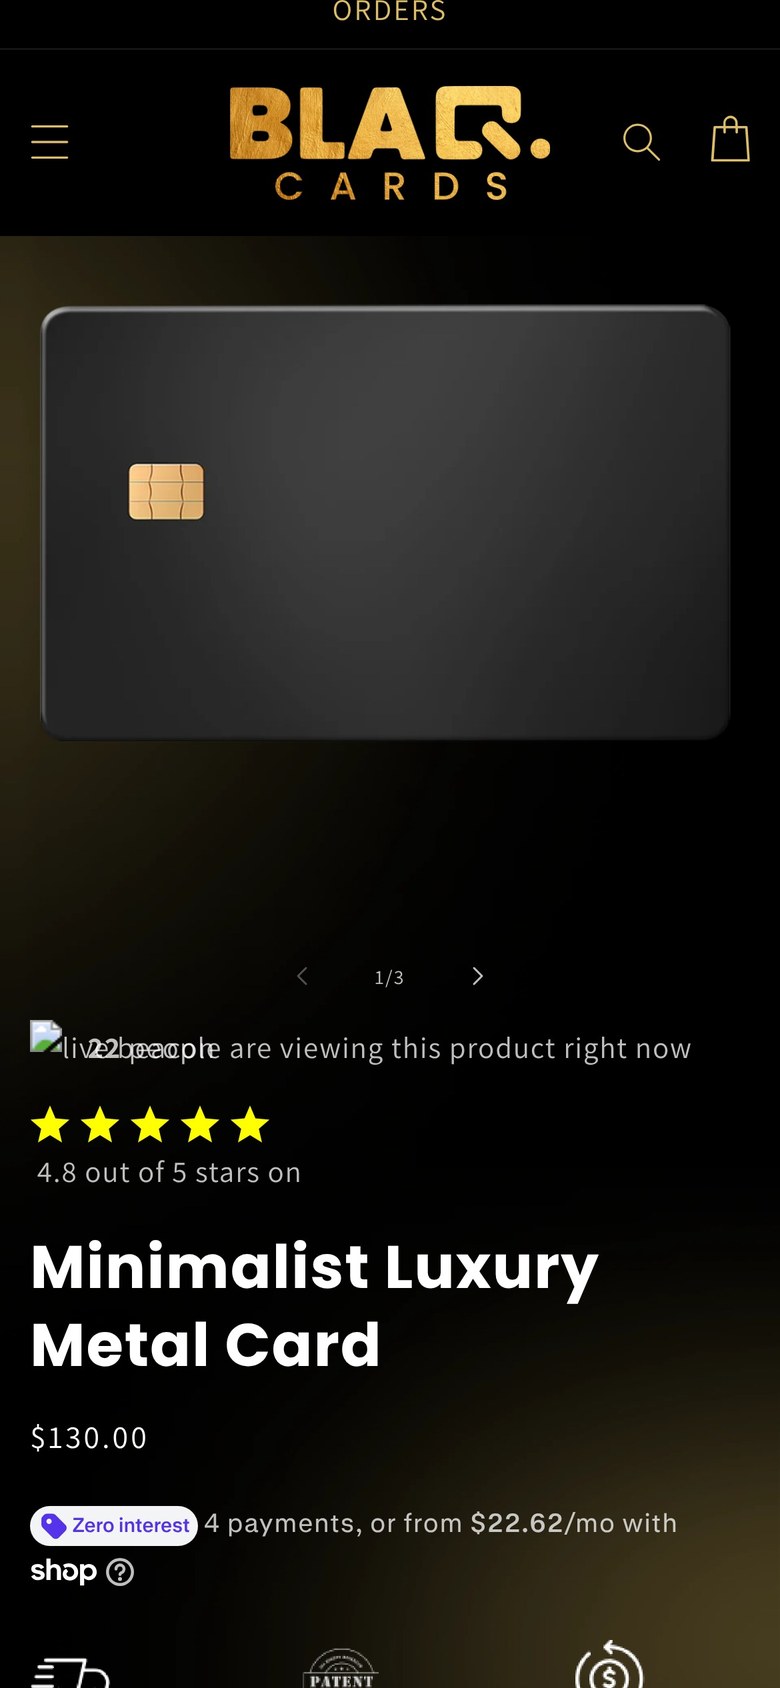 ORDERS
BLAQ.
CARDS
1/3
live beacon
22 people are viewing this product right now
4.8 out of 5 stars on
Minimalist Luxury
Metal Card
$130.00
Zero interest 4 payments, or from $22.62/mo with
shop ?
PATENT